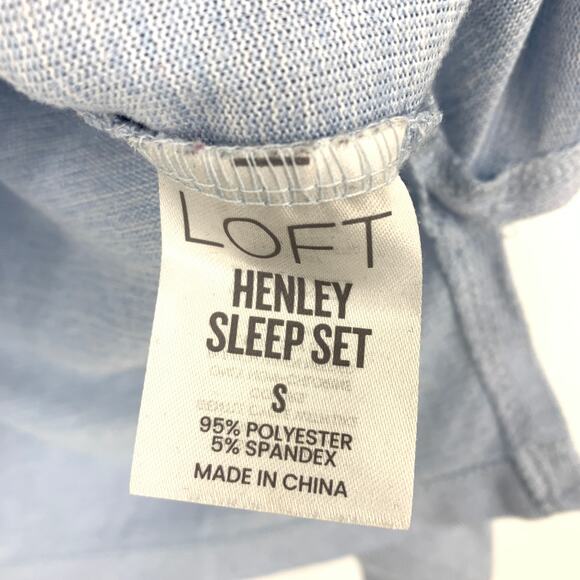 LOFT
HENLEY
SLEEP SET
S
95% POLYESTER
5% SPANDEX
MADE IN CHINA